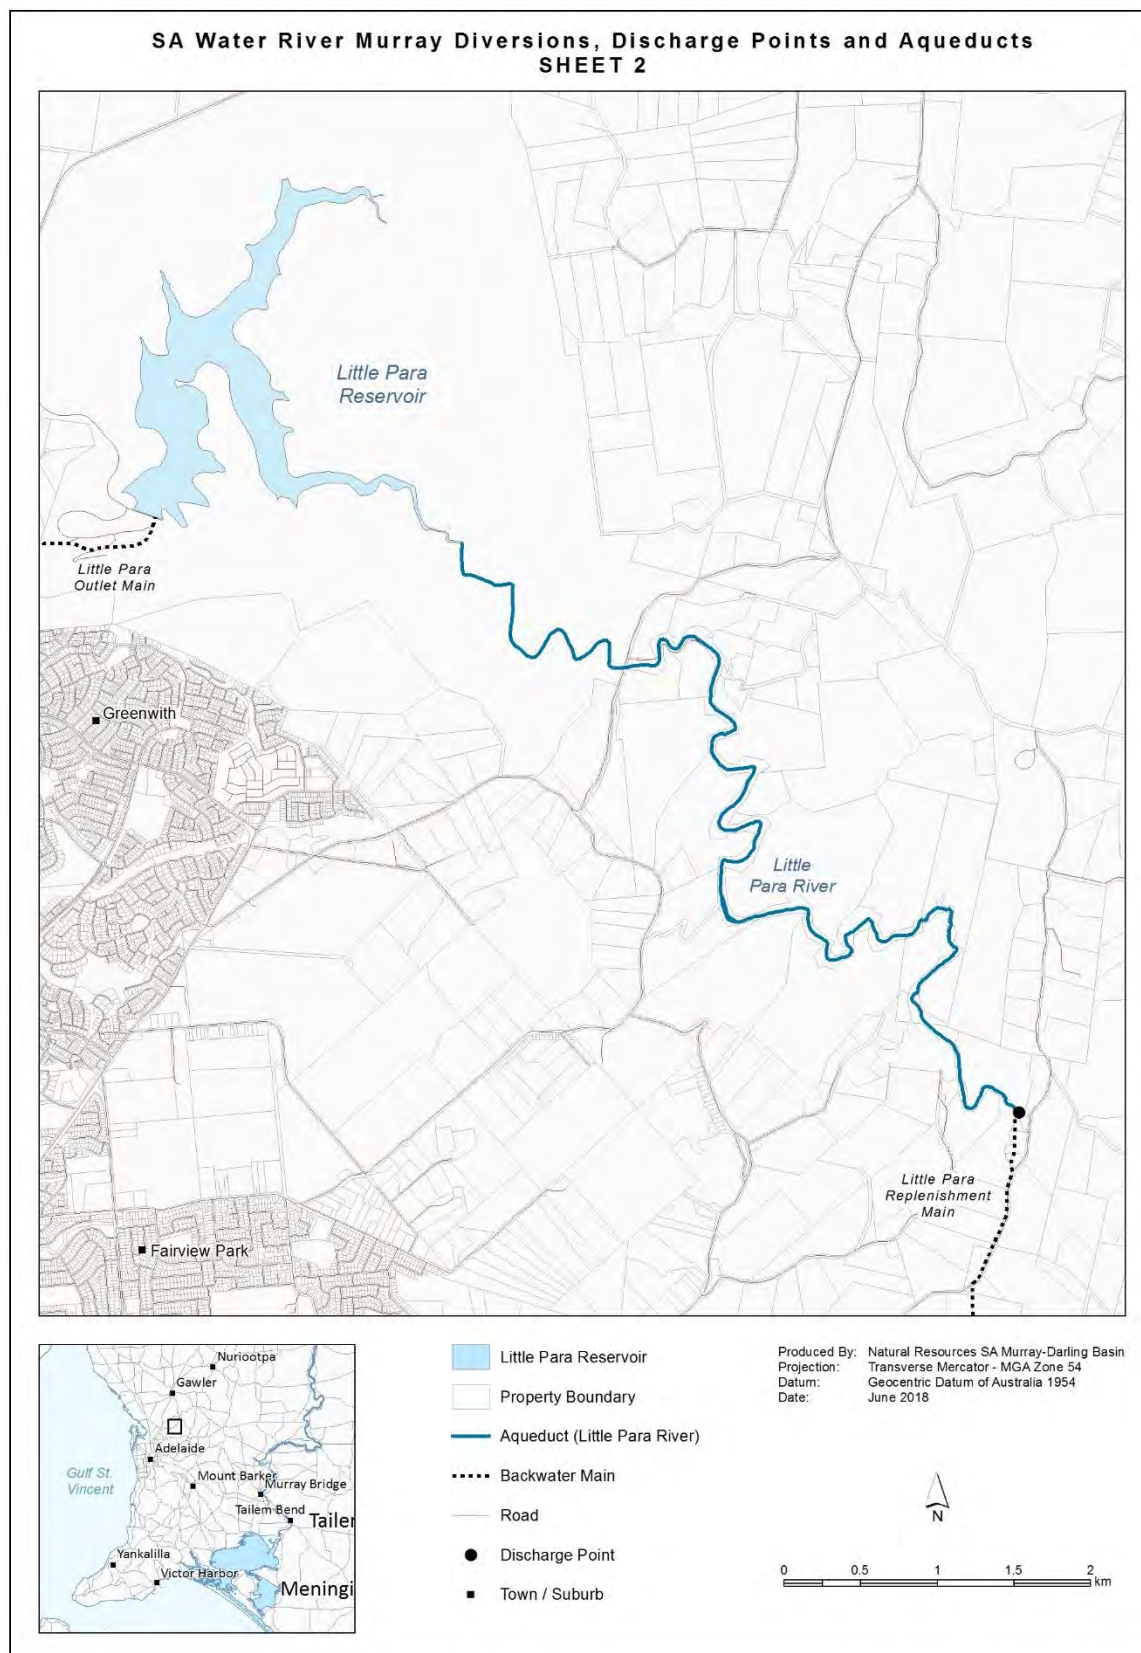 SA Water River Murray Diversions, Discharge Points and Aqueducts
SHEET 2
Little Para
Reservoir
Little Para
Outlet Main
Greenwith
Little
Para River
Little Para
Replenishment
Main
Fairview Park
Nuriootpa
Gawler
Adelaide
Gulf St.
Vincent
Mount Barker
Murray Bridge
Tailem Bend
Tailer
Yankalilla
Victor Harbor
Meningi
Little Para Reservoir
Property Boundary
Aqueduct (Little Para River)
Backwater Main
Road
Discharge Point
Town / Suburb
Produced By: Natural Resources SA Murray-Darling Basin
Projection: Transverse Mercator - MGA Zone 54
Datum: Geocentric Datum of Australia 1954
Date: June 2018
N
0 0.5 1 1.5 2
km